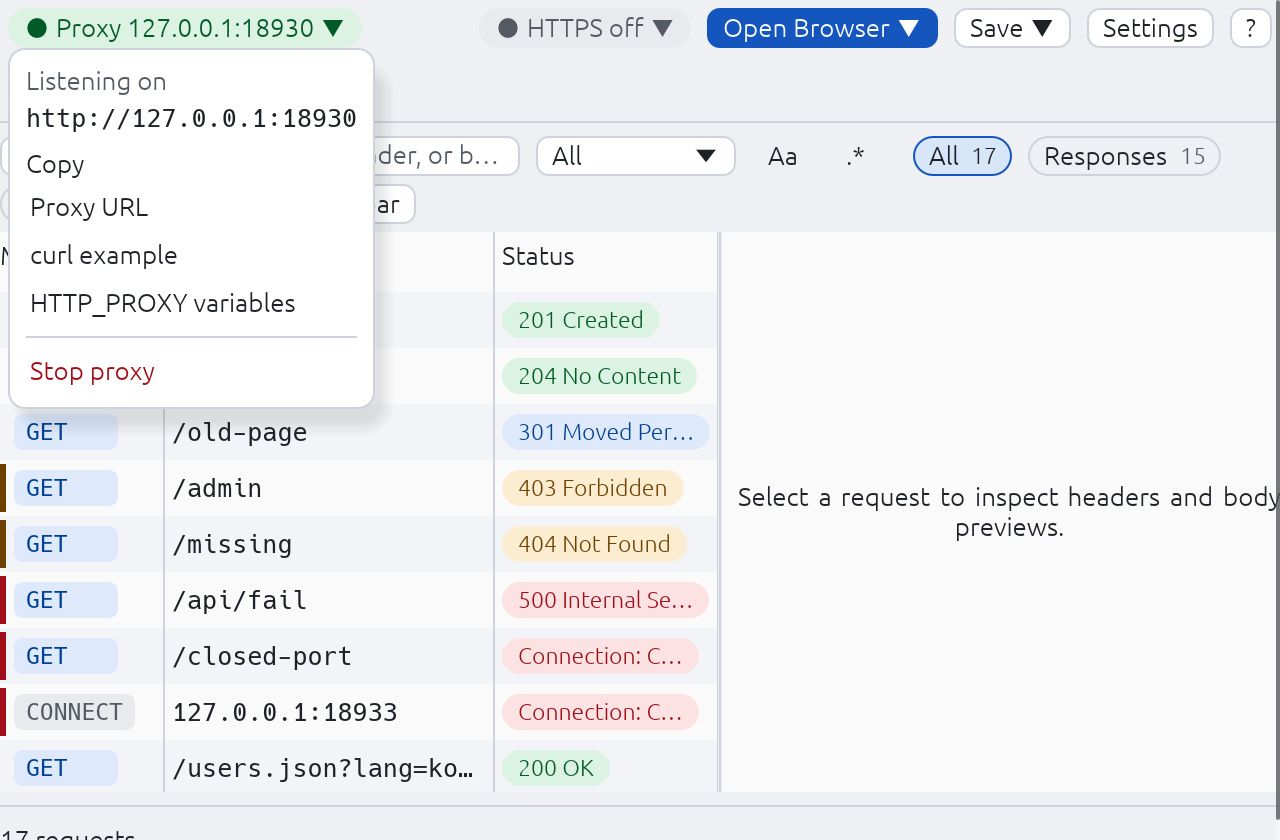 Proxy 127.0.0.1:18930 ▼
HTTPS off ▼
Open Browser ▼
Save ▼
Settings
?
Listening on
http://127.0.0.1:18930
Copy
Proxy URL
curl example
HTTP_PROXY variables
Stop proxy
or b…
All ▼
Aa
.*
All 17
Responses 15
Status
201 Created
204 No Content
GET /old-page 301 Moved Per…
GET /admin 403 Forbidden
GET /missing 404 Not Found
GET /api/fail 500 Internal Se…
GET /closed-port Connection: C…
CONNECT 127.0.0.1:18933 Connection: C…
GET /users.json?lang=ko… 200 OK
Select a request to inspect headers and body
previews.
17 requests